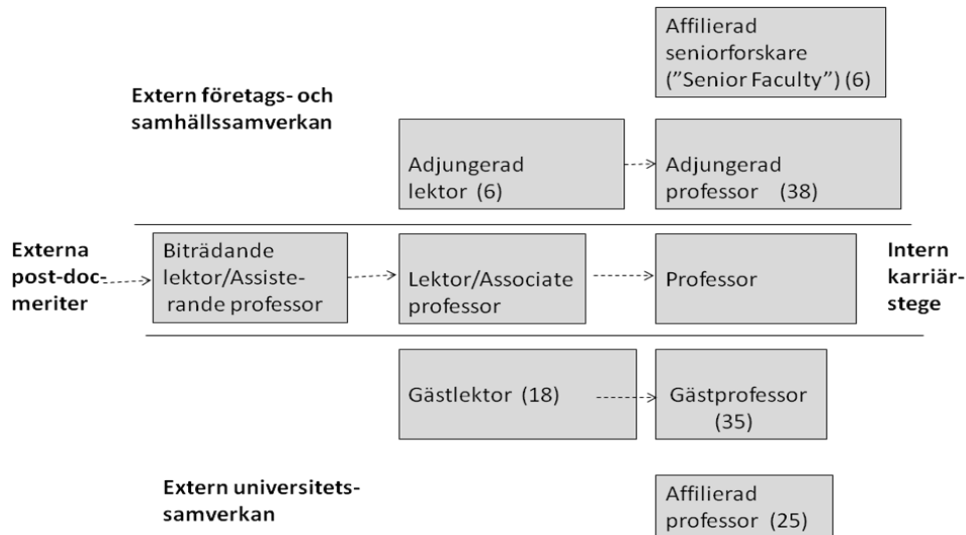 Affilierad
seniorforskare
("Senior Faculty") (6)
Extern företags- och
samhällssamverkan
Adjungerad
lektor (6)
Adjungerad
professor (38)
Externa
post-doc-
meriter
Biträdande
lektor/Assiste-
rande professor
Lektor/Associate
professor
Professor
Intern
karriär-
stege
Gästlektor (18)
Gästprofessor
(35)
Extern universitets-
samverkan
Affilierad
professor (25)